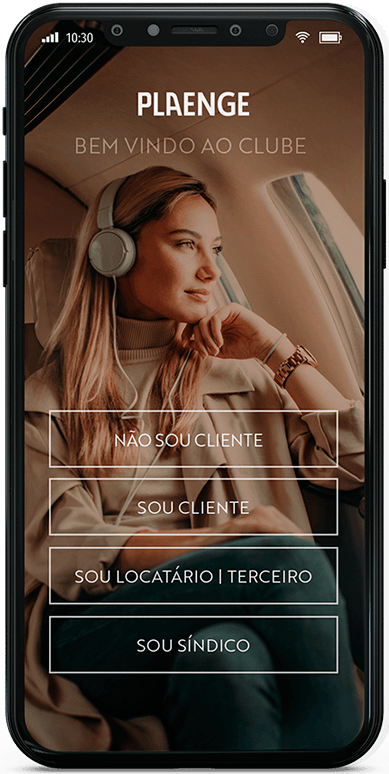 10:30
PLAENGE
BEM VINDO AO CLUBE
NÃO SOU CLIENTE
SOU CLIENTE
SOU LOCATÁRIO | TERCEIRO
SOU SÍNDICO